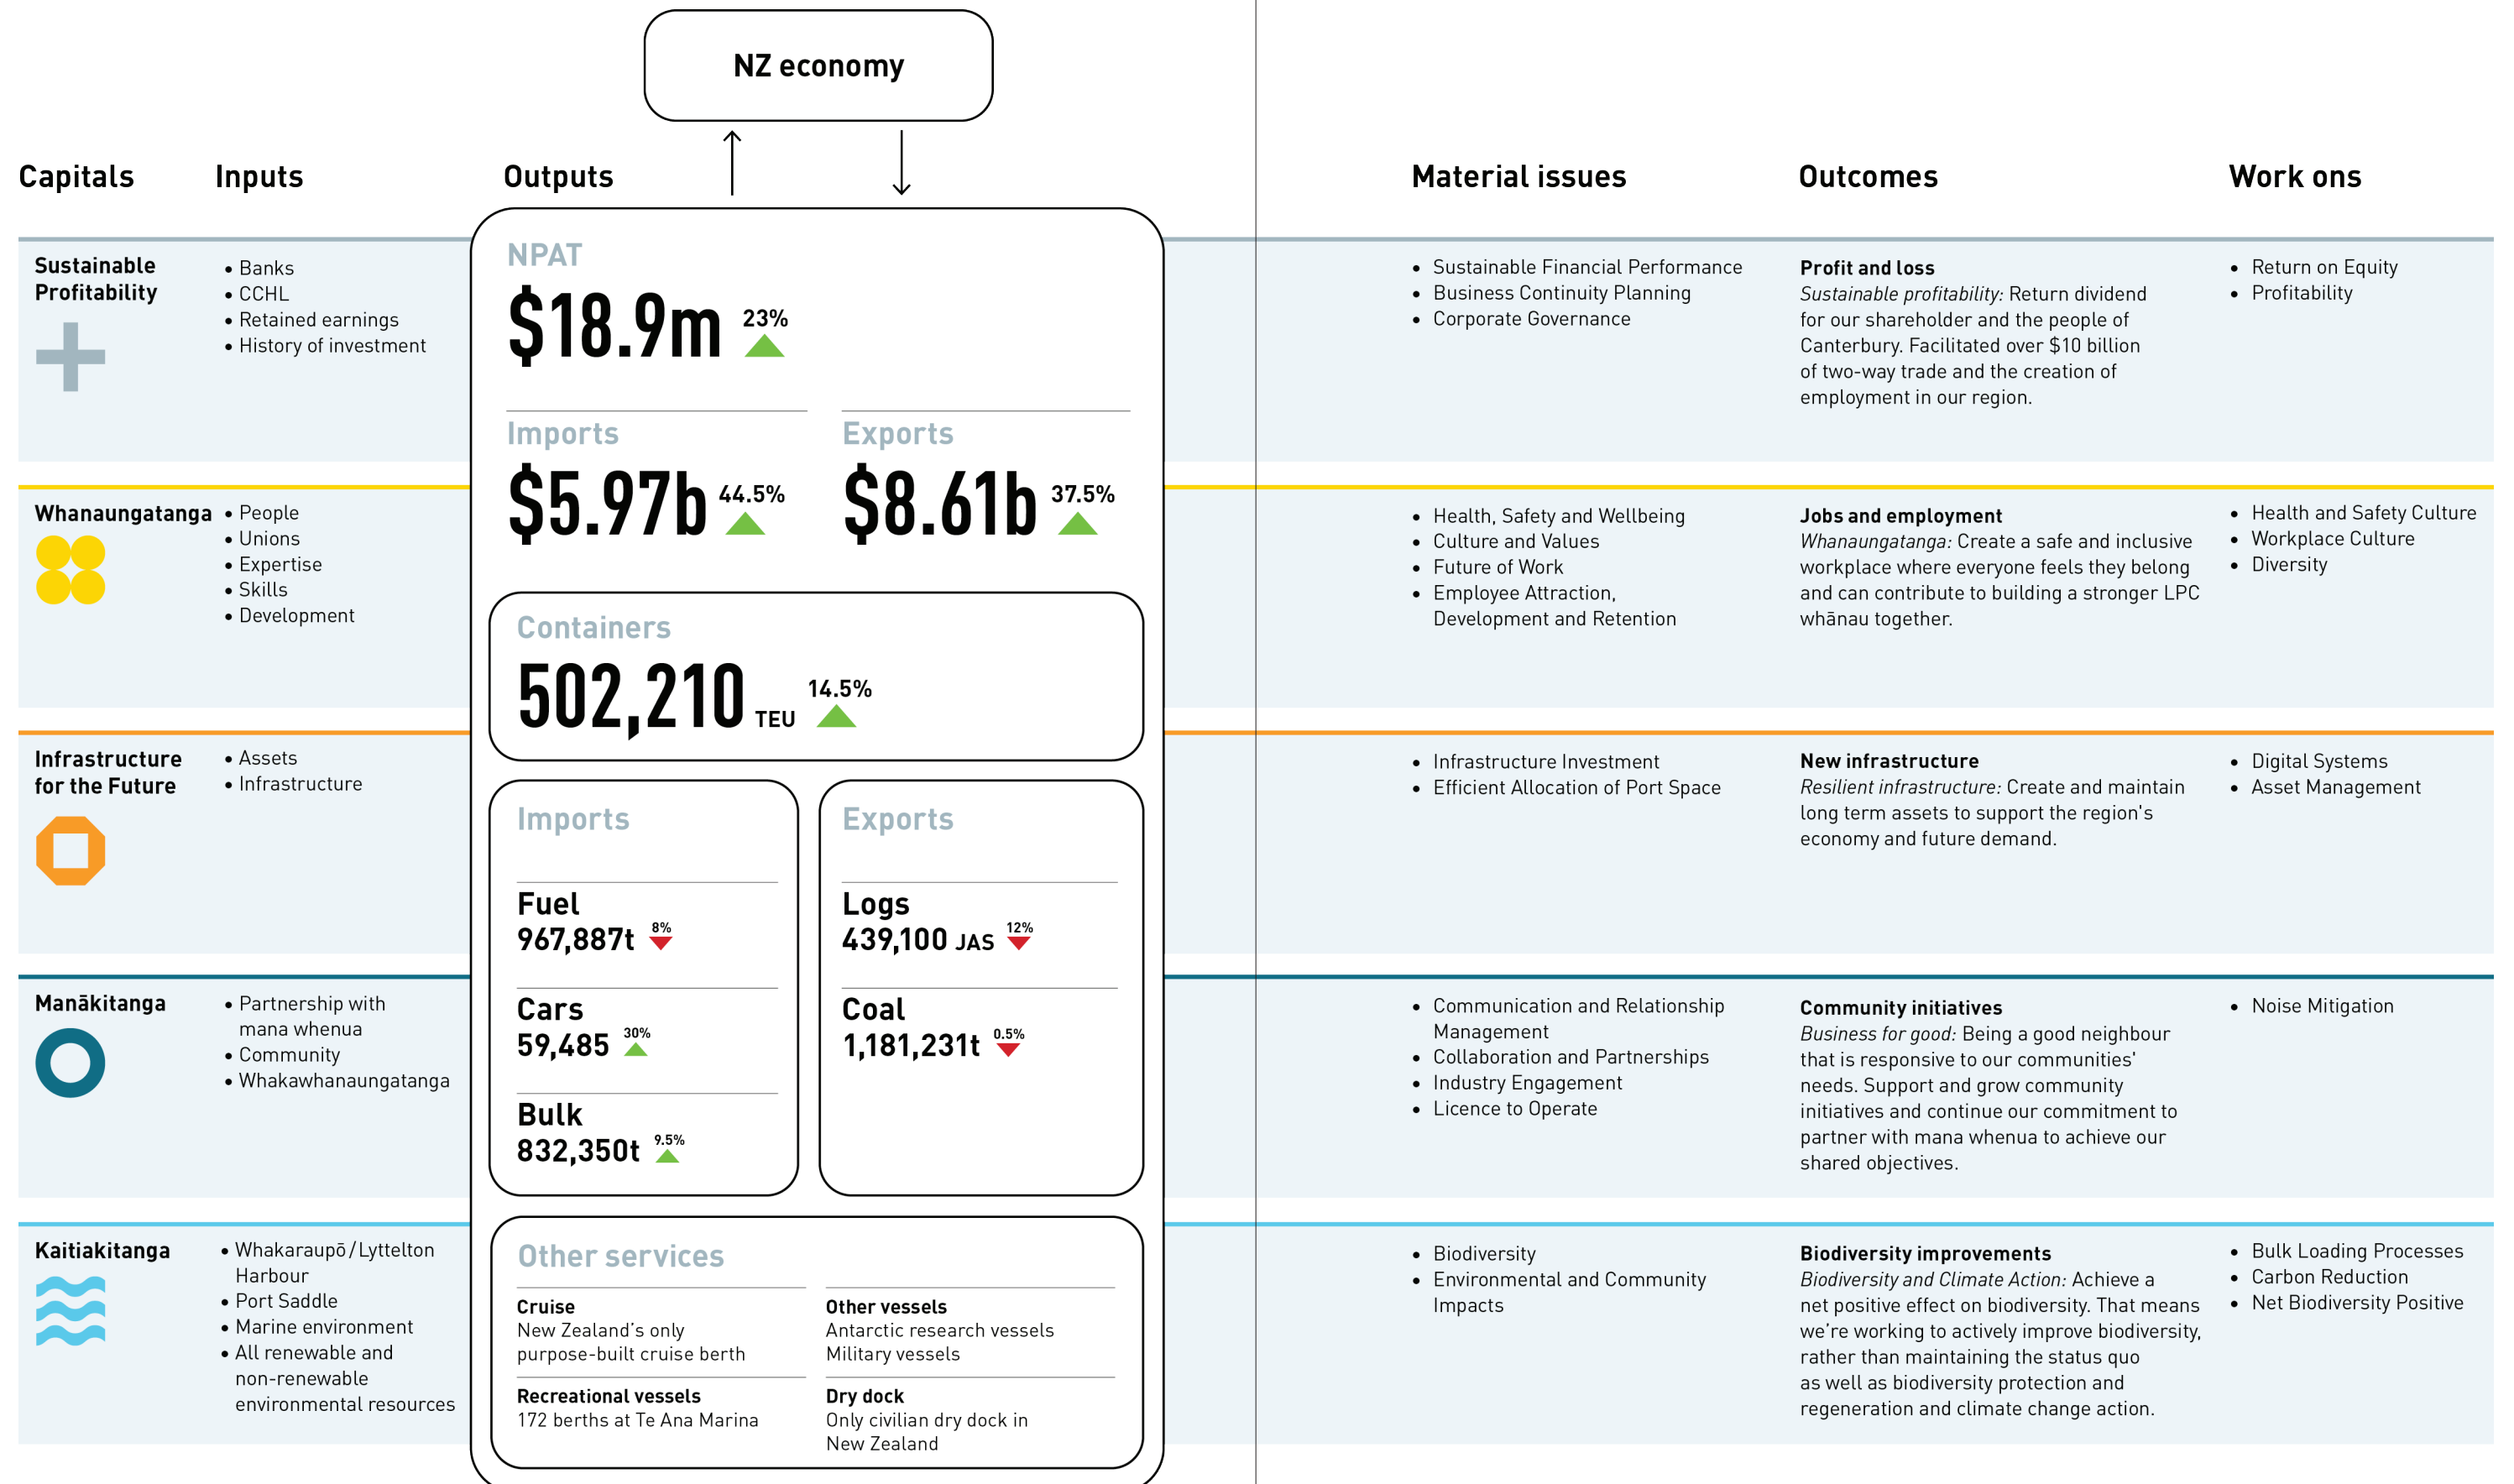 NZ economy
Capitals
Inputs
Outputs
Material issues
Outcomes
Work ons
Sustainable
Profitability
• Banks
• CCHL
• Retained earnings
• History of investment
NPAT
$18.9m 23%
Imports
$5.97b 44.5%
Exports
$8.61b 37.5%
• Sustainable Financial Performance
• Business Continuity Planning
• Corporate Governance
Profit and loss
Sustainable profitability: Return dividend
for our shareholder and the people of
Canterbury. Facilitated over $10 billion
of two-way trade and the creation of
employment in our region.
• Return on Equity
• Profitability
Whanaungatanga
• People
• Unions
• Expertise
• Skills
• Development
Containers
502,210 TEU 14.5%
• Health, Safety and Wellbeing
• Culture and Values
• Future of Work
• Employee Attraction,
Development and Retention
Jobs and employment
Whanaungatanga: Create a safe and inclusive
workplace where everyone feels they belong
and can contribute to building a stronger LPC
whānau together.
• Health and Safety Culture
• Workplace Culture
• Diversity
Infrastructure
for the Future
• Assets
• Infrastructure
Imports
Fuel
967,887t 8%
Cars
59,485 30%
Bulk
832,350t 9.5%
Exports
Logs
439,100 JAS 12%
Coal
1,181,231t 0.5%
• Infrastructure Investment
• Efficient Allocation of Port Space
New infrastructure
Resilient infrastructure: Create and maintain
long term assets to support the region's
economy and future demand.
• Digital Systems
• Asset Management
Manākitanga
• Partnership with
mana whenua
• Community
• Whakawhanaungatanga
• Communication and Relationship
Management
• Collaboration and Partnerships
• Industry Engagement
• Licence to Operate
Community initiatives
Business for good: Being a good neighbour
that is responsive to our communities'
needs. Support and grow community
initiatives and continue our commitment to
partner with mana whenua to achieve our
shared objectives.
• Noise Mitigation
Kaitiakitanga
• Whakaraupō/Lyttelton
Harbour
• Port Saddle
• Marine environment
• All renewable and
non-renewable
environmental resources
Other services
Cruise
New Zealand's only
purpose-built cruise berth
Other vessels
Antarctic research vessels
Military vessels
Recreational vessels
172 berths at Te Ana Marina
Dry dock
Only civilian dry dock in
New Zealand
• Biodiversity
• Environmental and Community
Impacts
Biodiversity improvements
Biodiversity and Climate Action: Achieve a
net positive effect on biodiversity. That means
we're working to actively improve biodiversity,
rather than maintaining the status quo
as well as biodiversity protection and
regeneration and climate change action.
• Bulk Loading Processes
• Carbon Reduction
• Net Biodiversity Positive